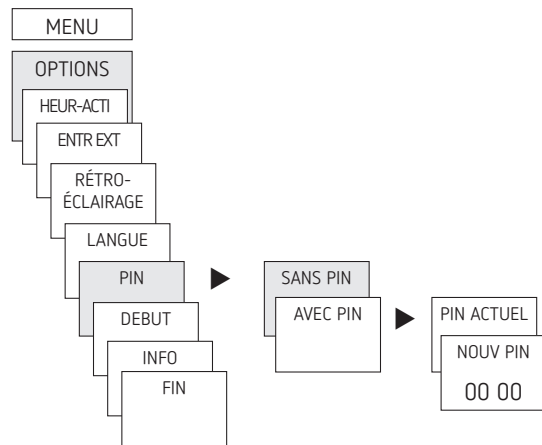 MENU
OPTIONS
HEUR-ACTI
ENTR EXT
RÉTRO-
ÉCLAIRAGE
LANGUE
PIN
DEBUT
INFO
FIN
SANS PIN
AVEC PIN
PIN ACTUEL
NOUV PIN
00 00